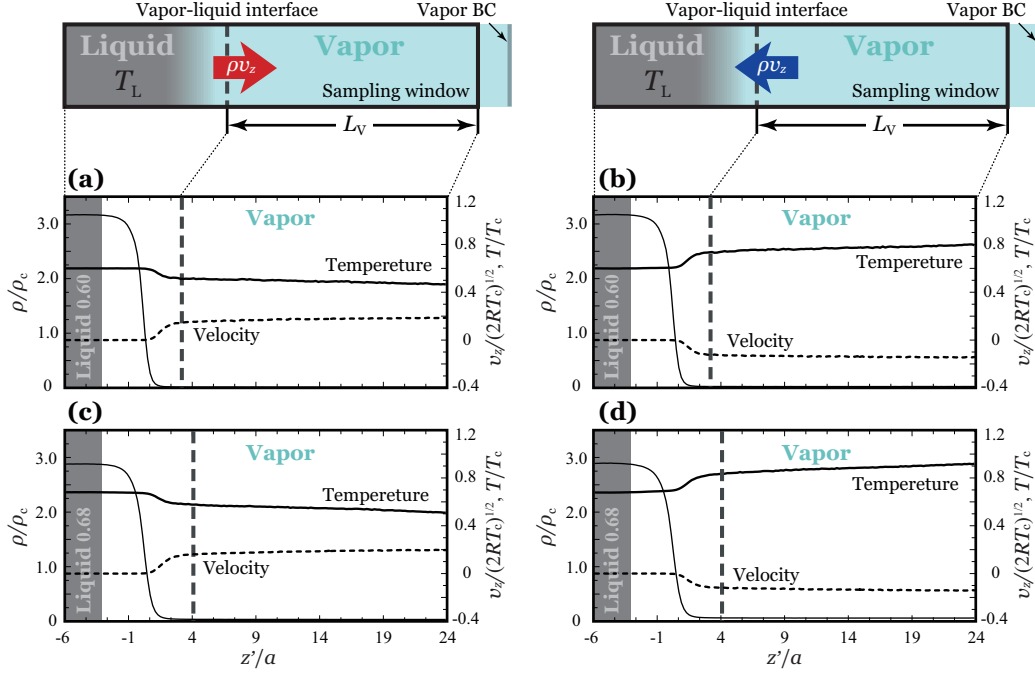 Vapor-liquid interface
Vapor BC
Liquid
Vapor
T_L
ρv_z
Sampling window
L_V
Vapor-liquid interface
Vapor BC
Liquid
Vapor
T_L
ρv_z
Sampling window
L_V
(a)
Vapor
3.0
2.0
1.0
0
ρ/ρ_c
Liquid 0.60
Tempereture
Velocity
1.2
0.8
0.4
0
-0.4
v_z/(2RT_c)^1/2, T/T_c
(b)
Vapor
3.0
2.0
1.0
0
ρ/ρ_c
Liquid 0.60
Tempereture
Velocity
1.2
0.8
0.4
0
-0.4
v_z/(2RT_c)^1/2, T/T_c
(c)
Vapor
3.0
2.0
1.0
0
ρ/ρ_c
Liquid 0.68
Tempereture
Velocity
1.2
0.8
0.4
0
-0.4
v_z/(2RT_c)^1/2, T/T_c
-6 -1 4 9 14 19 24
z'/a
(d)
Vapor
3.0
2.0
1.0
0
ρ/ρ_c
Liquid 0.68
Tempereture
Velocity
1.2
0.8
0.4
0
-0.4
v_z/(2RT_c)^1/2, T/T_c
-6 -1 4 9 14 19 24
z'/a